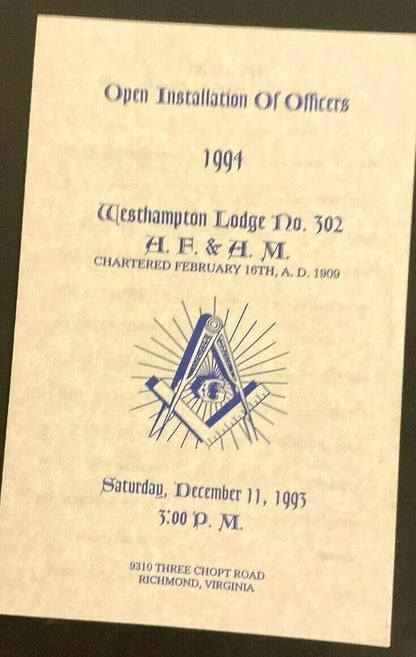 Open Installation Of Officers
1994
Westhampton Lodge No. 302
A. F. & A. M.
CHARTERED FEBRUARY 16TH, A. D. 1909
G
Saturday, December 11, 1993
3:00 P. M.
9310 THREE CHOPT ROAD
RICHMOND, VIRGINIA